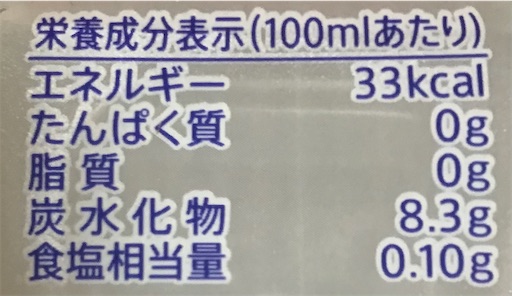 栄養成分表示(100mlあたり)
エネルギー 33kcal
たんぱく質 0g
脂質 0g
炭水化物 8.3g
食塩相当量 0.10g